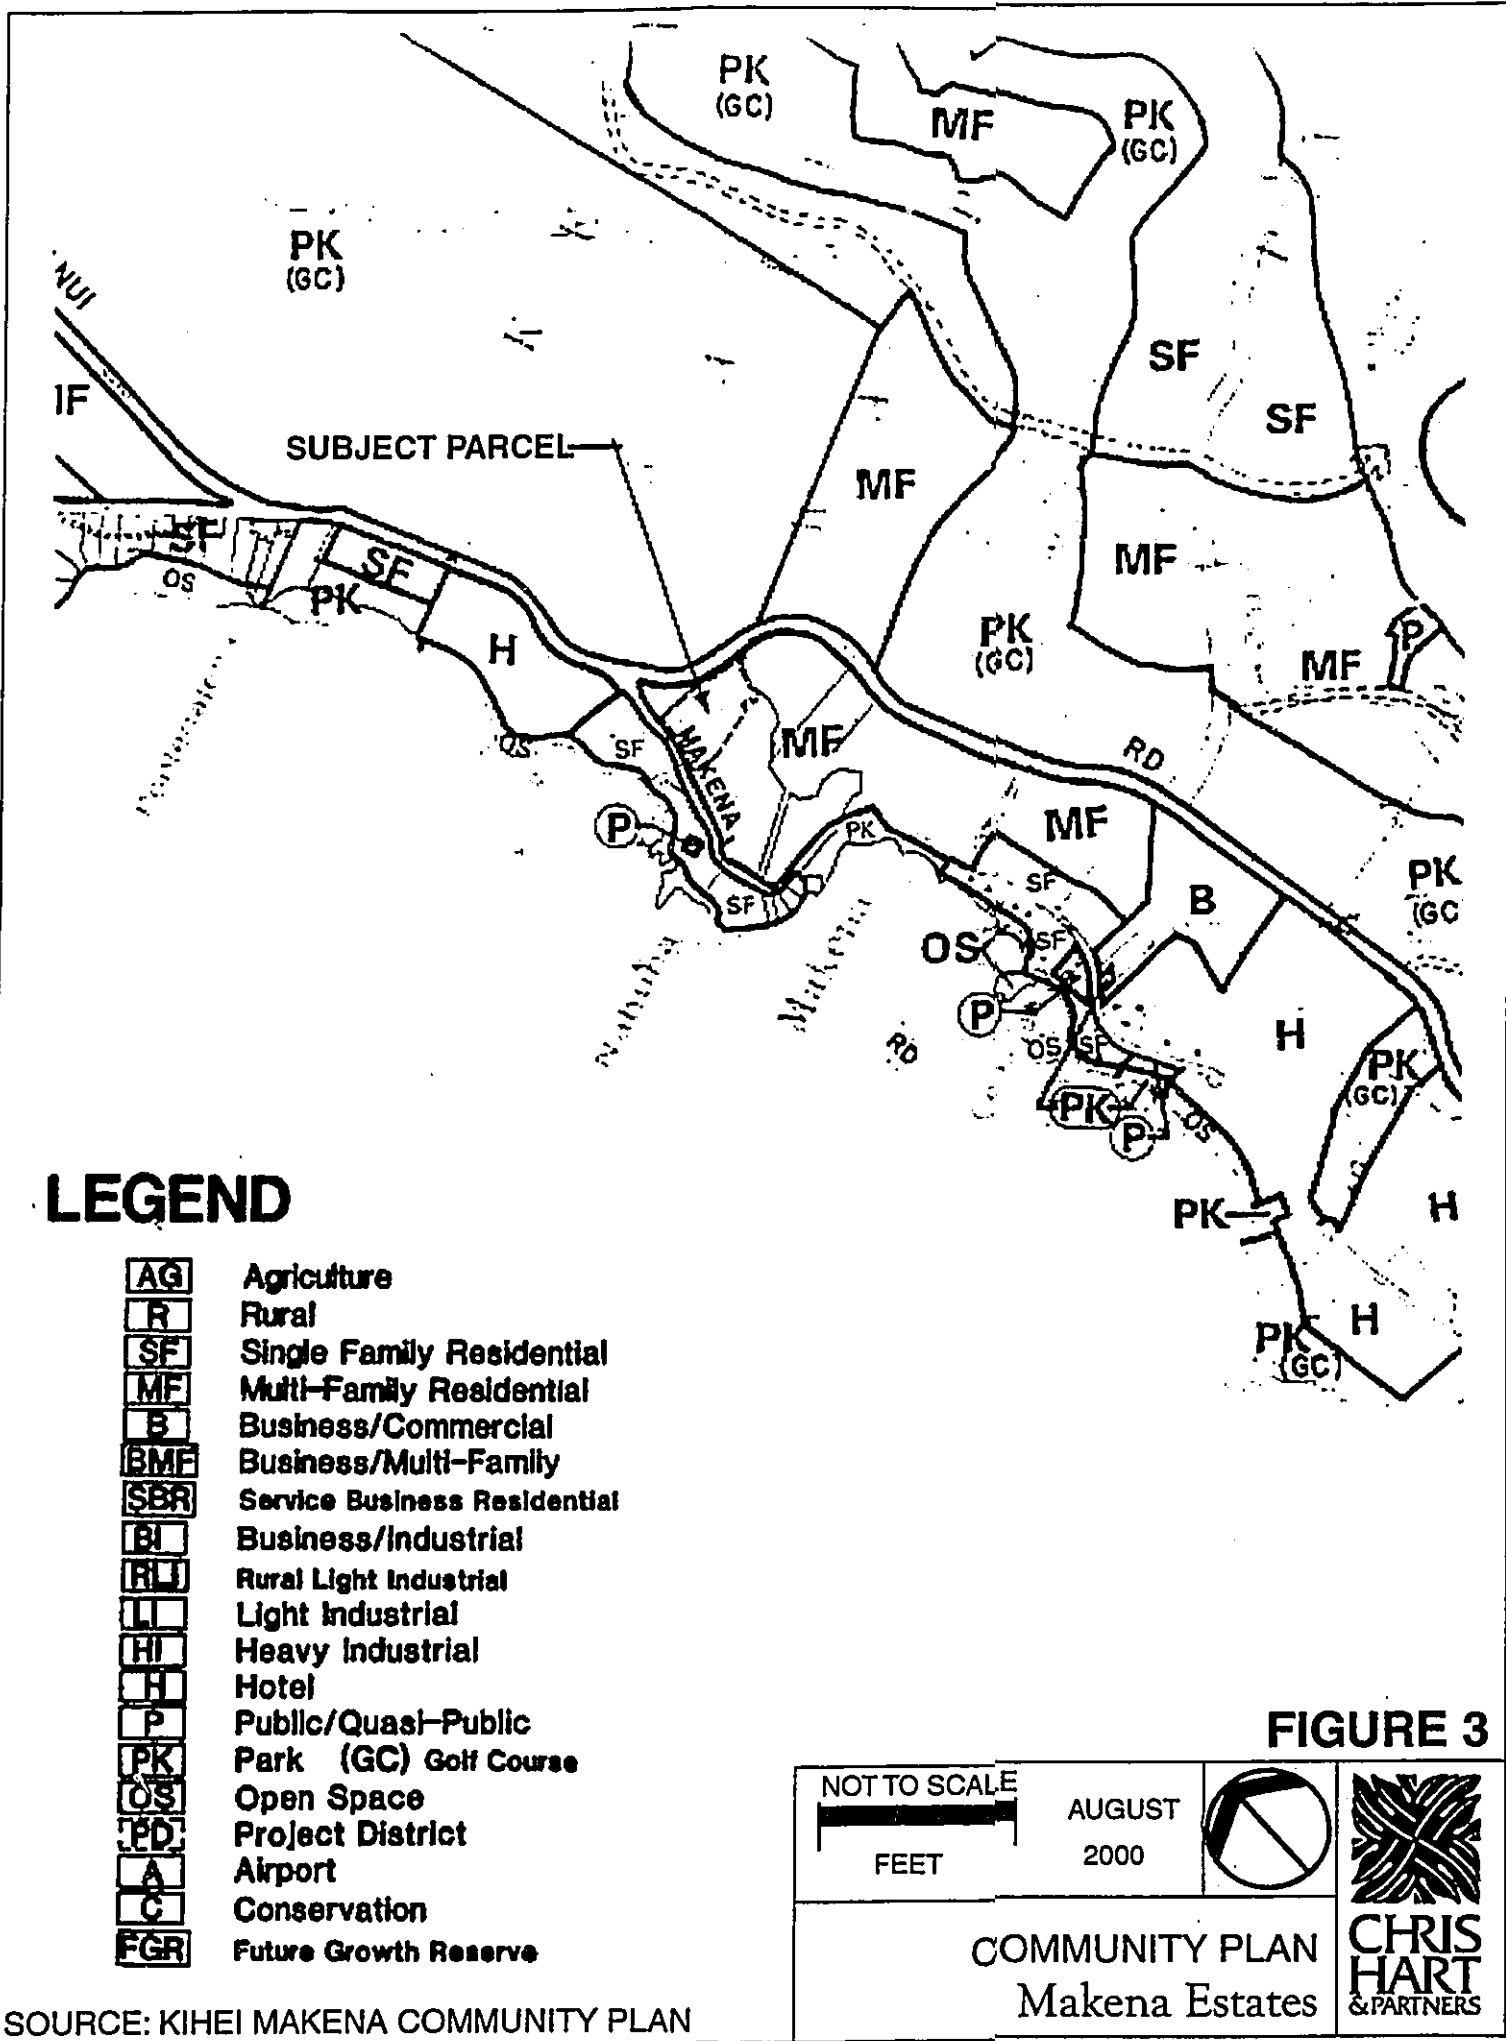 PK
(GC)
MF
PK
(GC)
PK
(GC)
NUI
SF
SF
IF
SUBJECT PARCEL
MF
MF
SF
OS
PK
H
PK
(GC)
P
MF
OS
SF
MAKENA
MF
RD
P
PK
MF
SF
SF
B
PK
(GC
OS
SF
P
OS
SF
RD
H
PK
(GC)
PK
P
OS
Nahuna
Makena
PK
H
H
PK
(GC)
LEGEND
AG Agriculture
R Rural
SF Single Family Residential
MF Multi-Family Residential
B Business/Commercial
BMF Business/Multi-Family
SBR Service Business Residential
BI Business/Industrial
RLI Rural Light Industrial
LI Light Industrial
HI Heavy Industrial
H Hotel
P Public/Quasi-Public
PK Park (GC) Golf Course
OS Open Space
PD Project District
A Airport
C Conservation
FGR Future Growth Reserve
SOURCE: KIHEI MAKENA COMMUNITY PLAN
FIGURE 3
NOT TO SCALE
FEET
AUGUST
2000
COMMUNITY PLAN
Makena Estates
CHRIS
HART
& PARTNERS